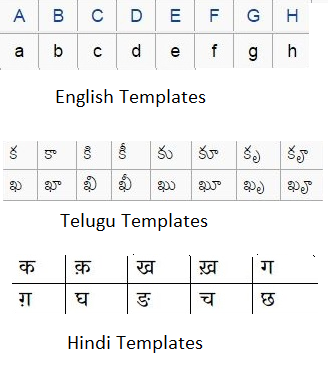 A B C D E F G H
a b c d e f g h
English Templates
క కా కి కీ కు కూ కృ కౄ
ఖ ఖా ఖి ఖీ ఖు ఖూ ఖృ ఖౄ
Telugu Templates
क क़ ख ख़ ग
ग़ घ ङ च छ
Hindi Templates